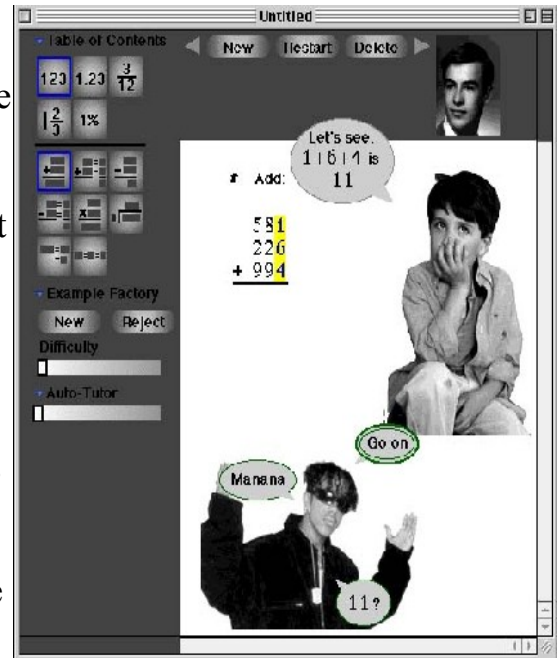 Untitled
Table of Contents
New Restart Delete
123 1.23 3/12
1 2/3 1%
Let's see.
1+6+4 is
11
Add:
581
226
+ 994
Example Factory
New Reject
Difficulty
Auto-Tutor
Go on
Manana
11?
e
t
e